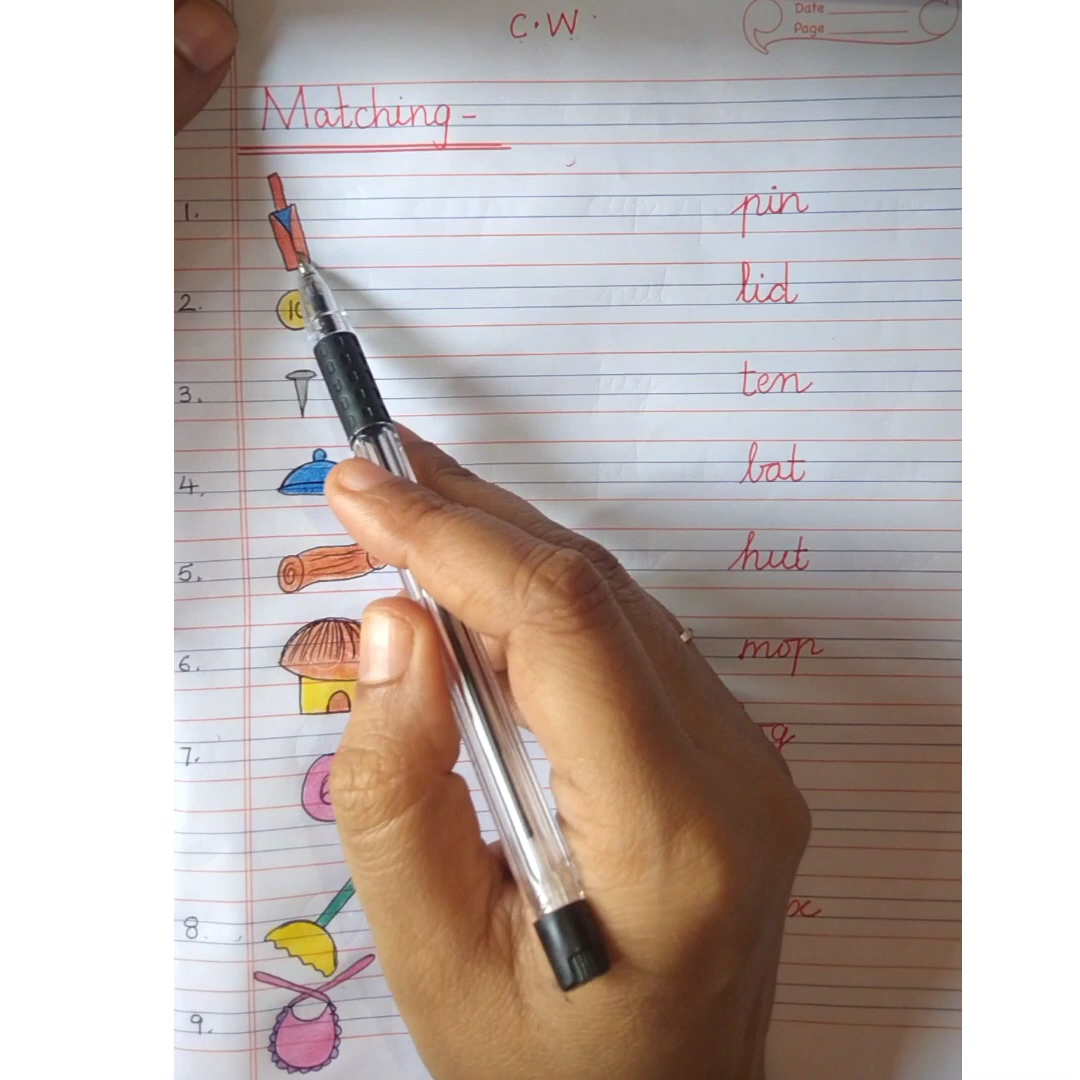 C.W.
Date
Page
Matching-
1. pin
2. lid
3. ten
4. bat
5. hut
6. mop
7.
8.
9.